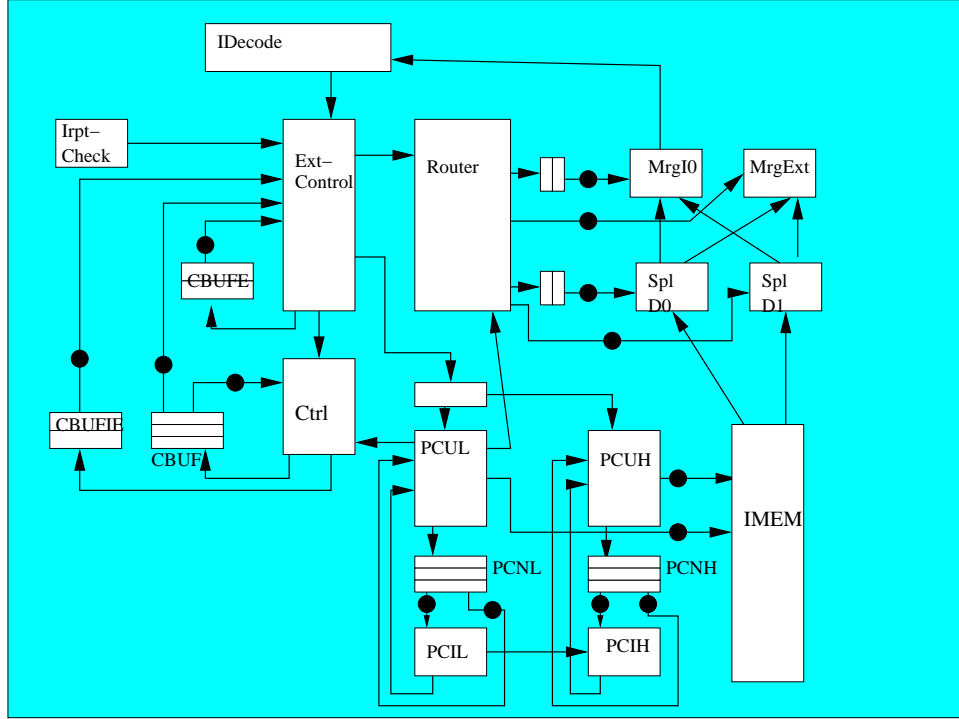 IDecode
Irpt–
Check
Ext–
Control
Router
MrgI0
MrgExt
CBUFE
Spl
D0
Spl
D1
Ctrl
CBUFIE
CBUF
PCUL
PCUH
IMEM
PCNL
PCNH
PCIL
PCIH